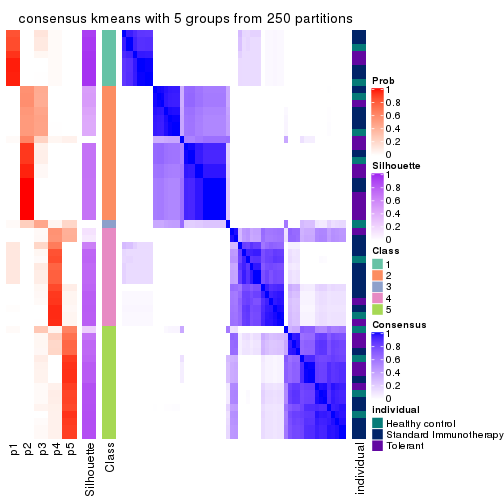 consensus kmeans with 5 groups from 250 partitions
Prob
1
0.8
0.6
0.4
0.2
0
Silhouette
1
0.8
0.6
0.4
0.2
0
Class
1
2
3
4
5
Consensus
1
0.8
0.6
0.4
0.2
0
individual
Healthy control
Standard Immunotherapy
Tolerant
p1
p2
p3
p4
p5
Silhouette
Class
individual